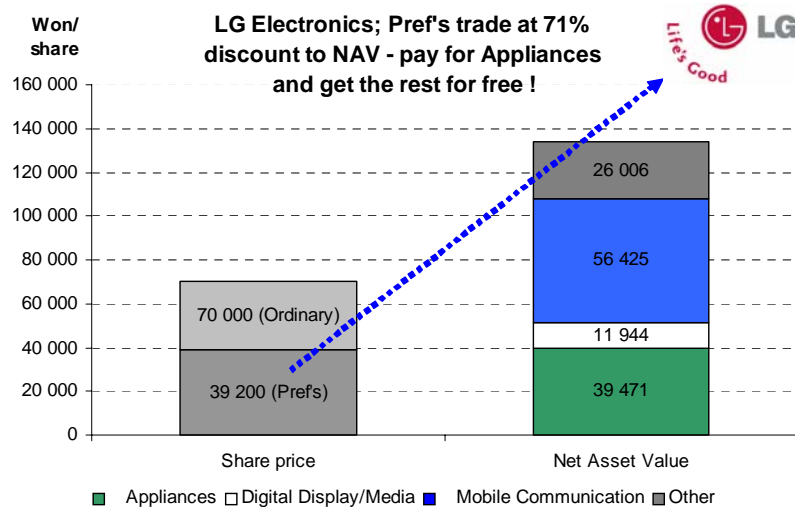 Won/
share
LG Electronics; Pref's trade at 71%
discount to NAV - pay for Appliances
and get the rest for free !
Life's Good
LG
160 000
140 000
120 000
100 000
80 000
60 000
40 000
20 000
0
70 000 (Ordinary)
39 200 (Pref's)
26 006
56 425
11 944
39 471
Share price
Net Asset Value
Appliances Digital Display/Media Mobile Communication Other